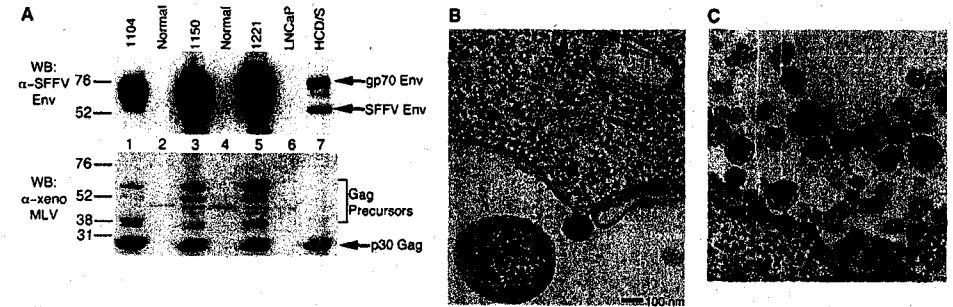 A
B
C
1104
Normal
1150
Normal
1221
LNCaP
HCD/S
WB:
α-SFFV
Env
76
52
gp70 Env
SFFV Env
1 2 3 4 5 6 7
WB:
α-xeno
MLV
76
52
38
31
Gag
Precursors
p30 Gag
100 nm